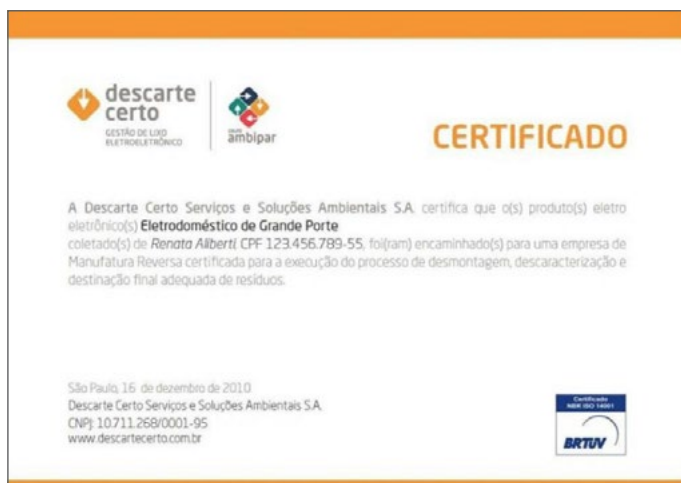 descarte
certo
GESTÃO DE LIXO
ELETROELETRÔNICO
GRUPO
ambipar
CERTIFICADO
A Descarte Certo Serviços e Soluções Ambientais S.A. certifica que o(s) produto(s) eletro
eletrônico(s) Eletrodoméstico de Grande Porte
coletado(s) de Renata Aliberti, CPF 123.456.789-55, foi(ram) encaminhado(s) para uma empresa de
Manufatura Reversa certificada para a execução do processo de desmontagem, descaracterização e
destinação final adequada de resíduos.
São Paulo, 16 de dezembro de 2010
Descarte Certo Serviços e Soluções Ambientais S.A.
CNPJ: 10.711.268/0001-95
www.descartecerto.com.br
Certificado
NBR ISO 14001
BRTÜV